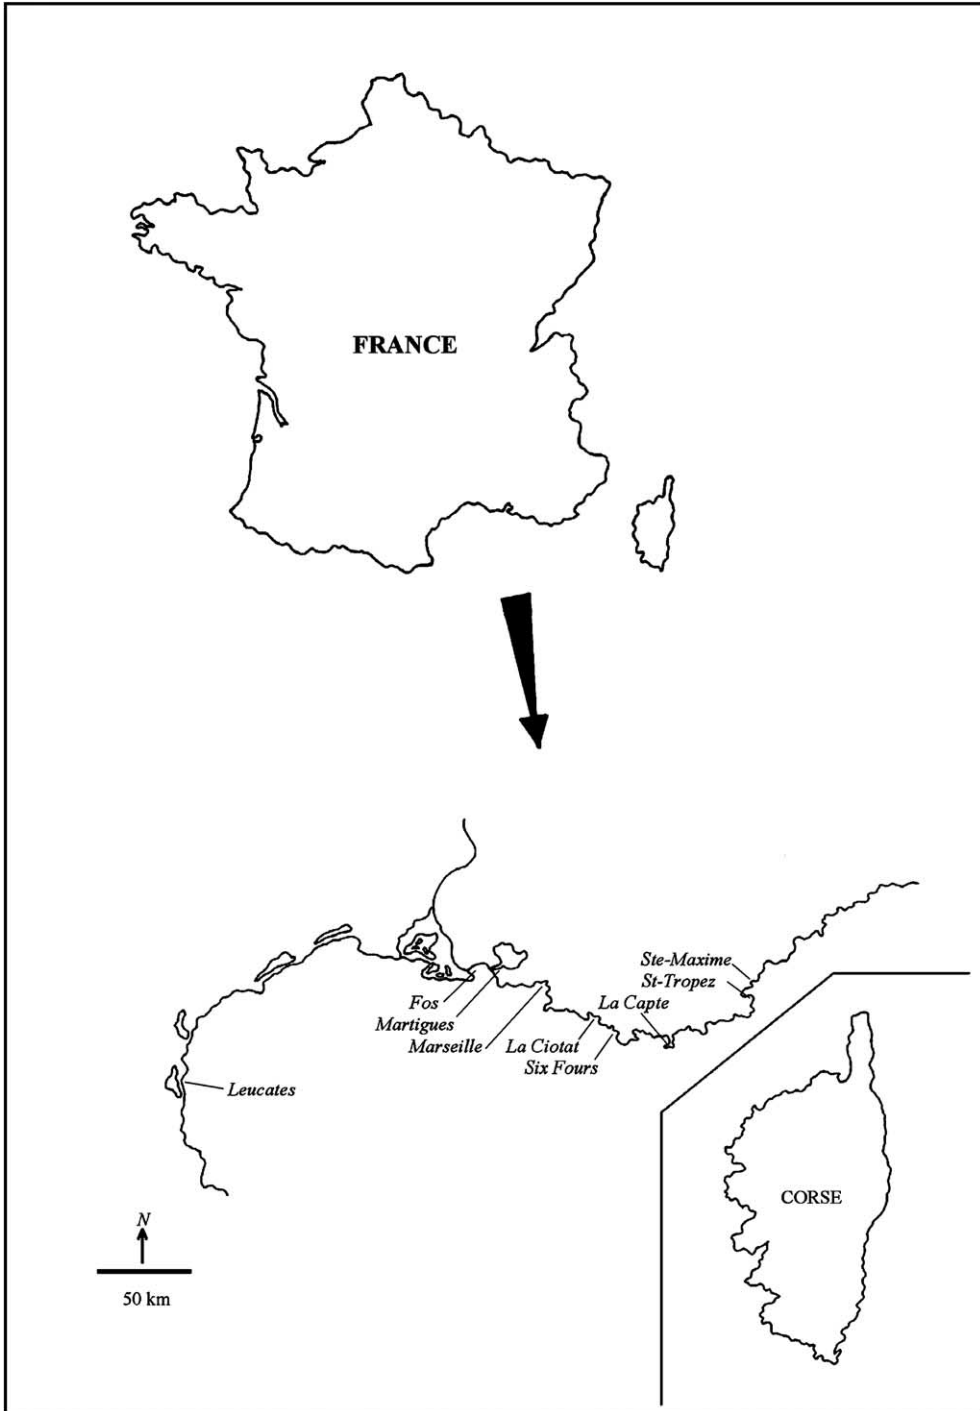 FRANCE
Ste-Maxime
St-Tropez
La Capte
Fos
Martigues
Marseille
La Ciotat
Six Fours
Leucates
CORSE
N
50 km